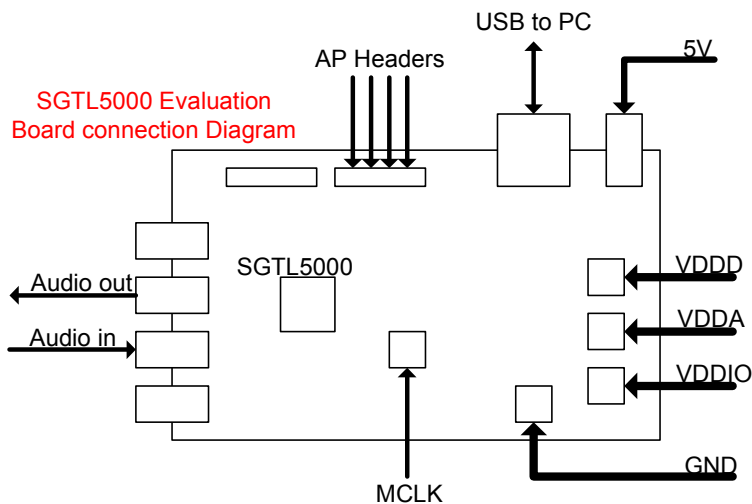 USB to PC
5V
AP Headers
SGTL5000 Evaluation
Board connection Diagram
SGTL5000
VDDD
Audio out
VDDA
Audio in
VDDIO
GND
MCLK